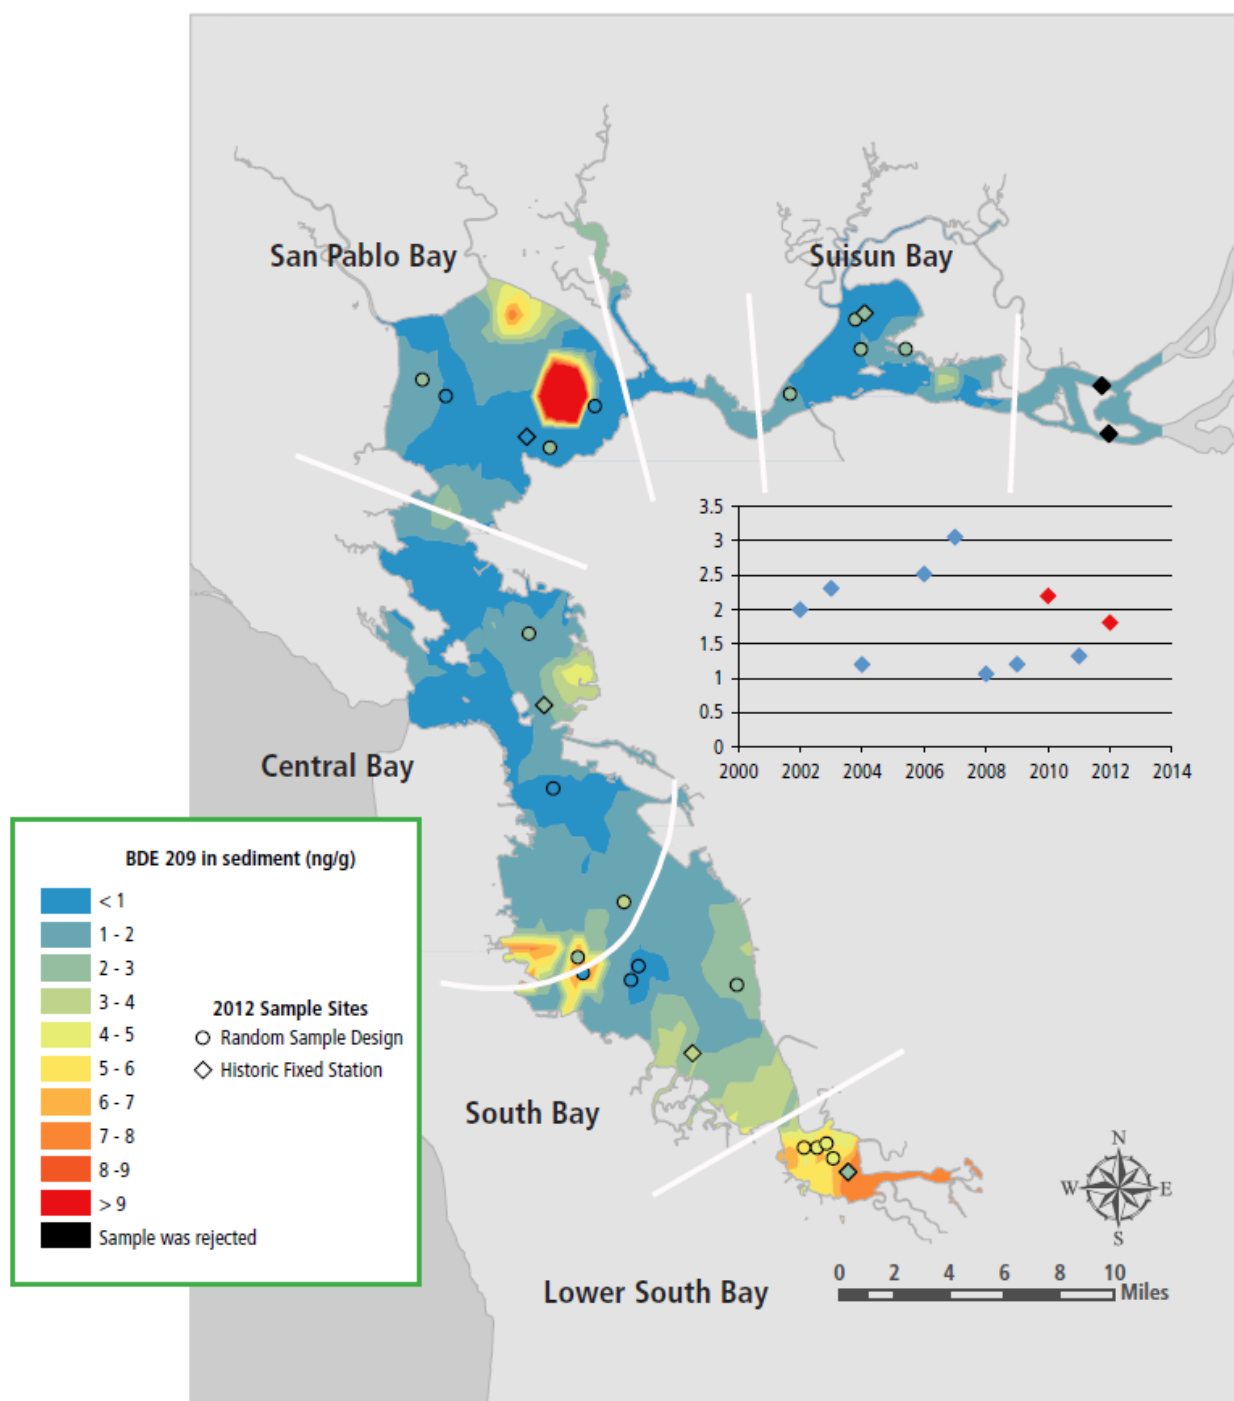 San Pablo Bay
Suisun Bay
3.5
3
2.5
2
1.5
1
0.5
0
2000 2002 2004 2006 2008 2010 2012 2014
Central Bay
BDE 209 in sediment (ng/g)
< 1
1 - 2
2 - 3
3 - 4
4 - 5
5 - 6
6 - 7
7 - 8
8 -9
> 9
Sample was rejected
2012 Sample Sites
Random Sample Design
Historic Fixed Station
South Bay
Lower South Bay
N
W E
S
0 2 4 6 8 10
Miles